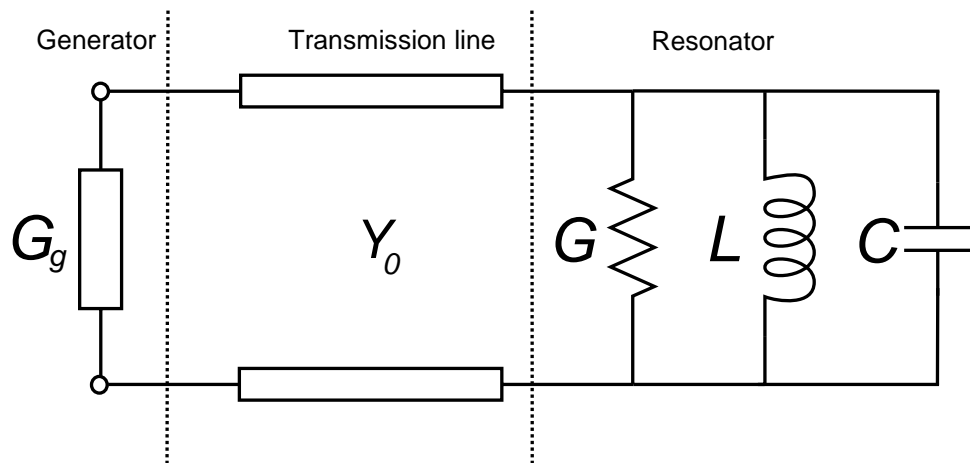 Generator
Transmission line
Resonator
Gg
Y0
G
L
C